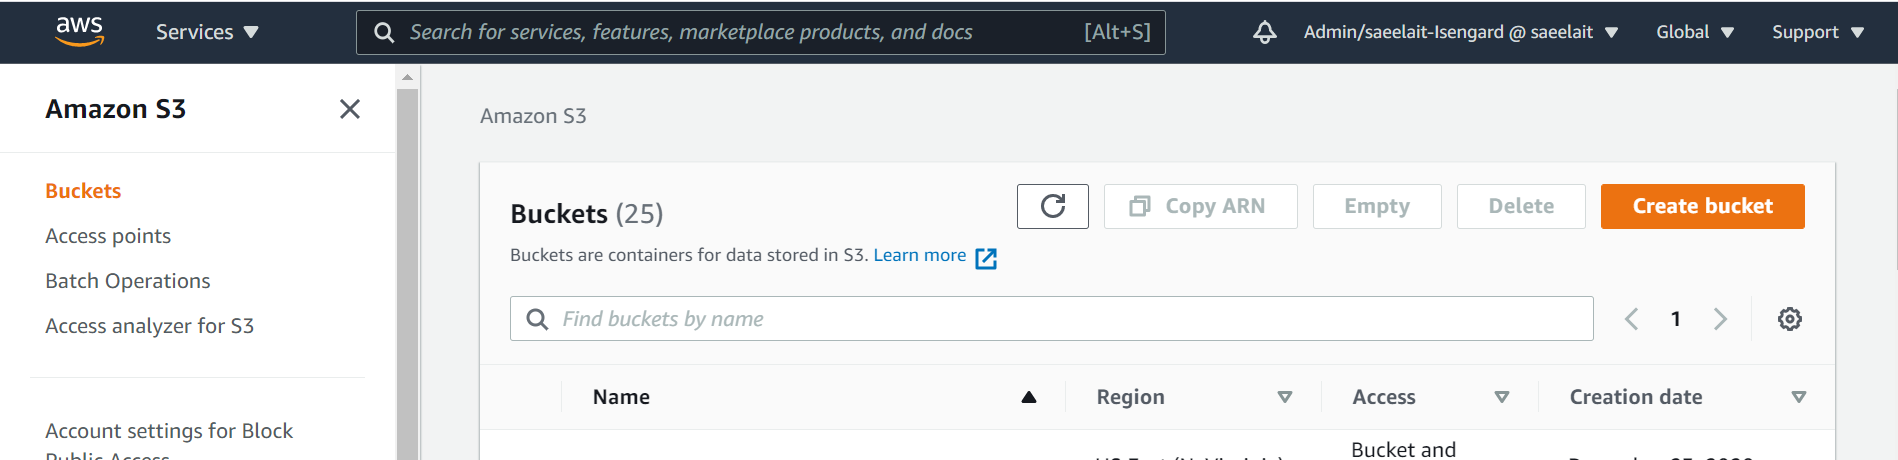 aws Services Search for services, features, marketplace products, and docs [Alt+S] Admin/saeelait-Isengard @ saeelait Global Support
Amazon S3
Buckets
Access points
Batch Operations
Access analyzer for S3
Account settings for Block
Public Access
Amazon S3
Buckets (25) Copy ARN Empty Delete Create bucket
Buckets are containers for data stored in S3. Learn more
Find buckets by name 1
Name Region Access Creation date
Bucket and